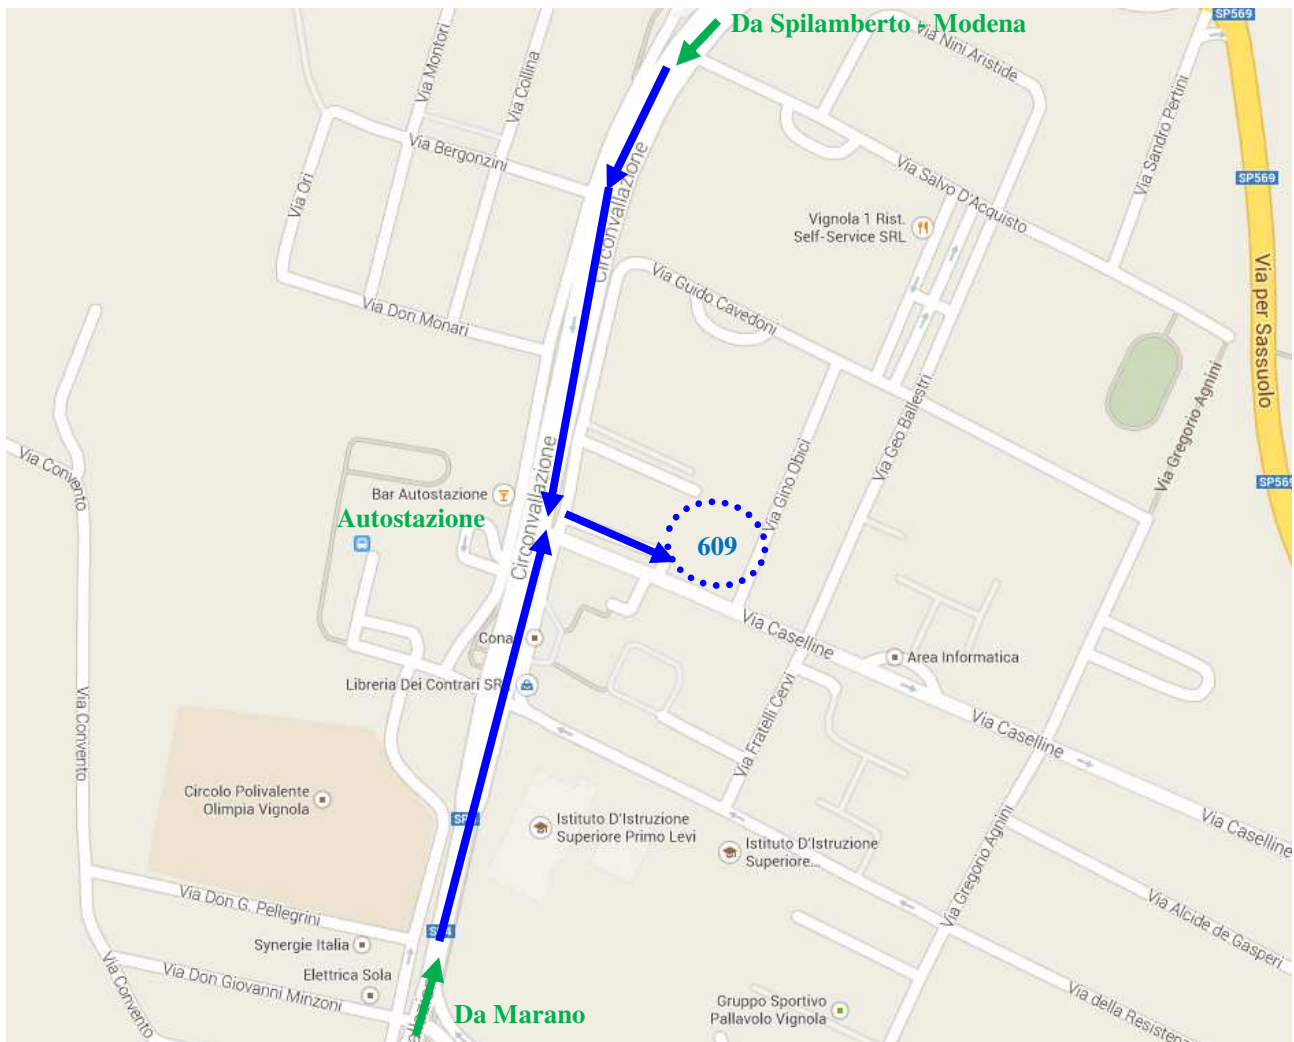 Da Spilamberto - Modena
SP569
Via Nini Aristide
Via Montori
Via Collina
Via Sandro Pertini
Circonvallazione
Via Bergonzini
Via Salvo D'Acquisto
SP569
Via Ori
Vignola 1 Rist.
Self-Service SRL
Via per Sassuolo
Via Guido Cavedoni
Via Don Monari
Via Gregorio Agnini
Via Geo Ballestri
Via Gino Obici
Circonvallazione
Via Convento
SP569
Bar Autostazione
Autostazione
609
Via Caselline
Cona
Area Informatica
Libreria Dei Contrari SR
Via Convento
Via Fratelli Cervi
Via Caselline
Circolo Polivalente
Olimpia Vignola
SP
Istituto D'Istruzione
Superiore Primo Levi
Istituto D'Istruzione
Superiore...
Via Caselline
Via Gregorio Agnini
Via Don G. Pellegrini
Via Alcide de Gasperi
Synergie Italia
Via Don Giovanni Minzoni
Elettrica Sola
Via Convento
Da Marano
Gruppo Sportivo
Pallavolo Vignola
Via della Resistenz